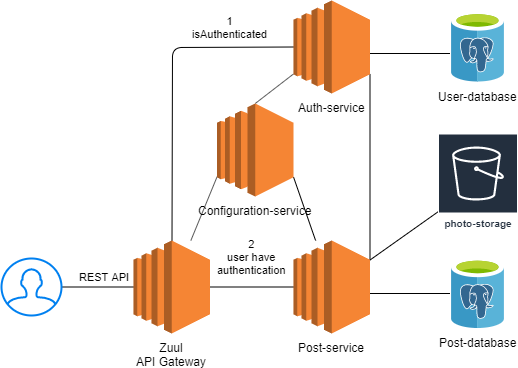 1
isAuthenticated
Auth-service
User-database
Configuration-service
photo-storage
2
user have
authentication
REST API
Zuul
API Gateway
Post-service
Post-database